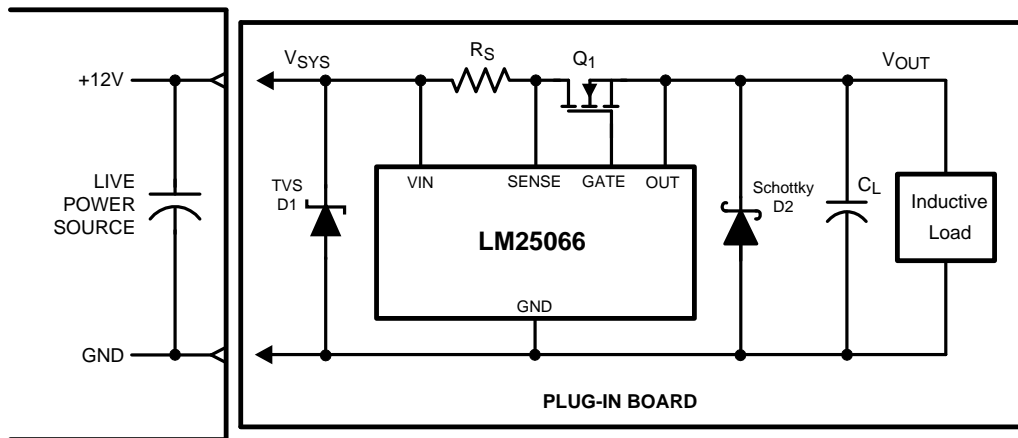 +12V
LIVE
POWER
SOURCE
GND
VSYS
RS
Q1
VOUT
TVS
D1
VIN
SENSE
GATE
OUT
LM25066
GND
Schottky
D2
CL
Inductive
Load
PLUG-IN BOARD